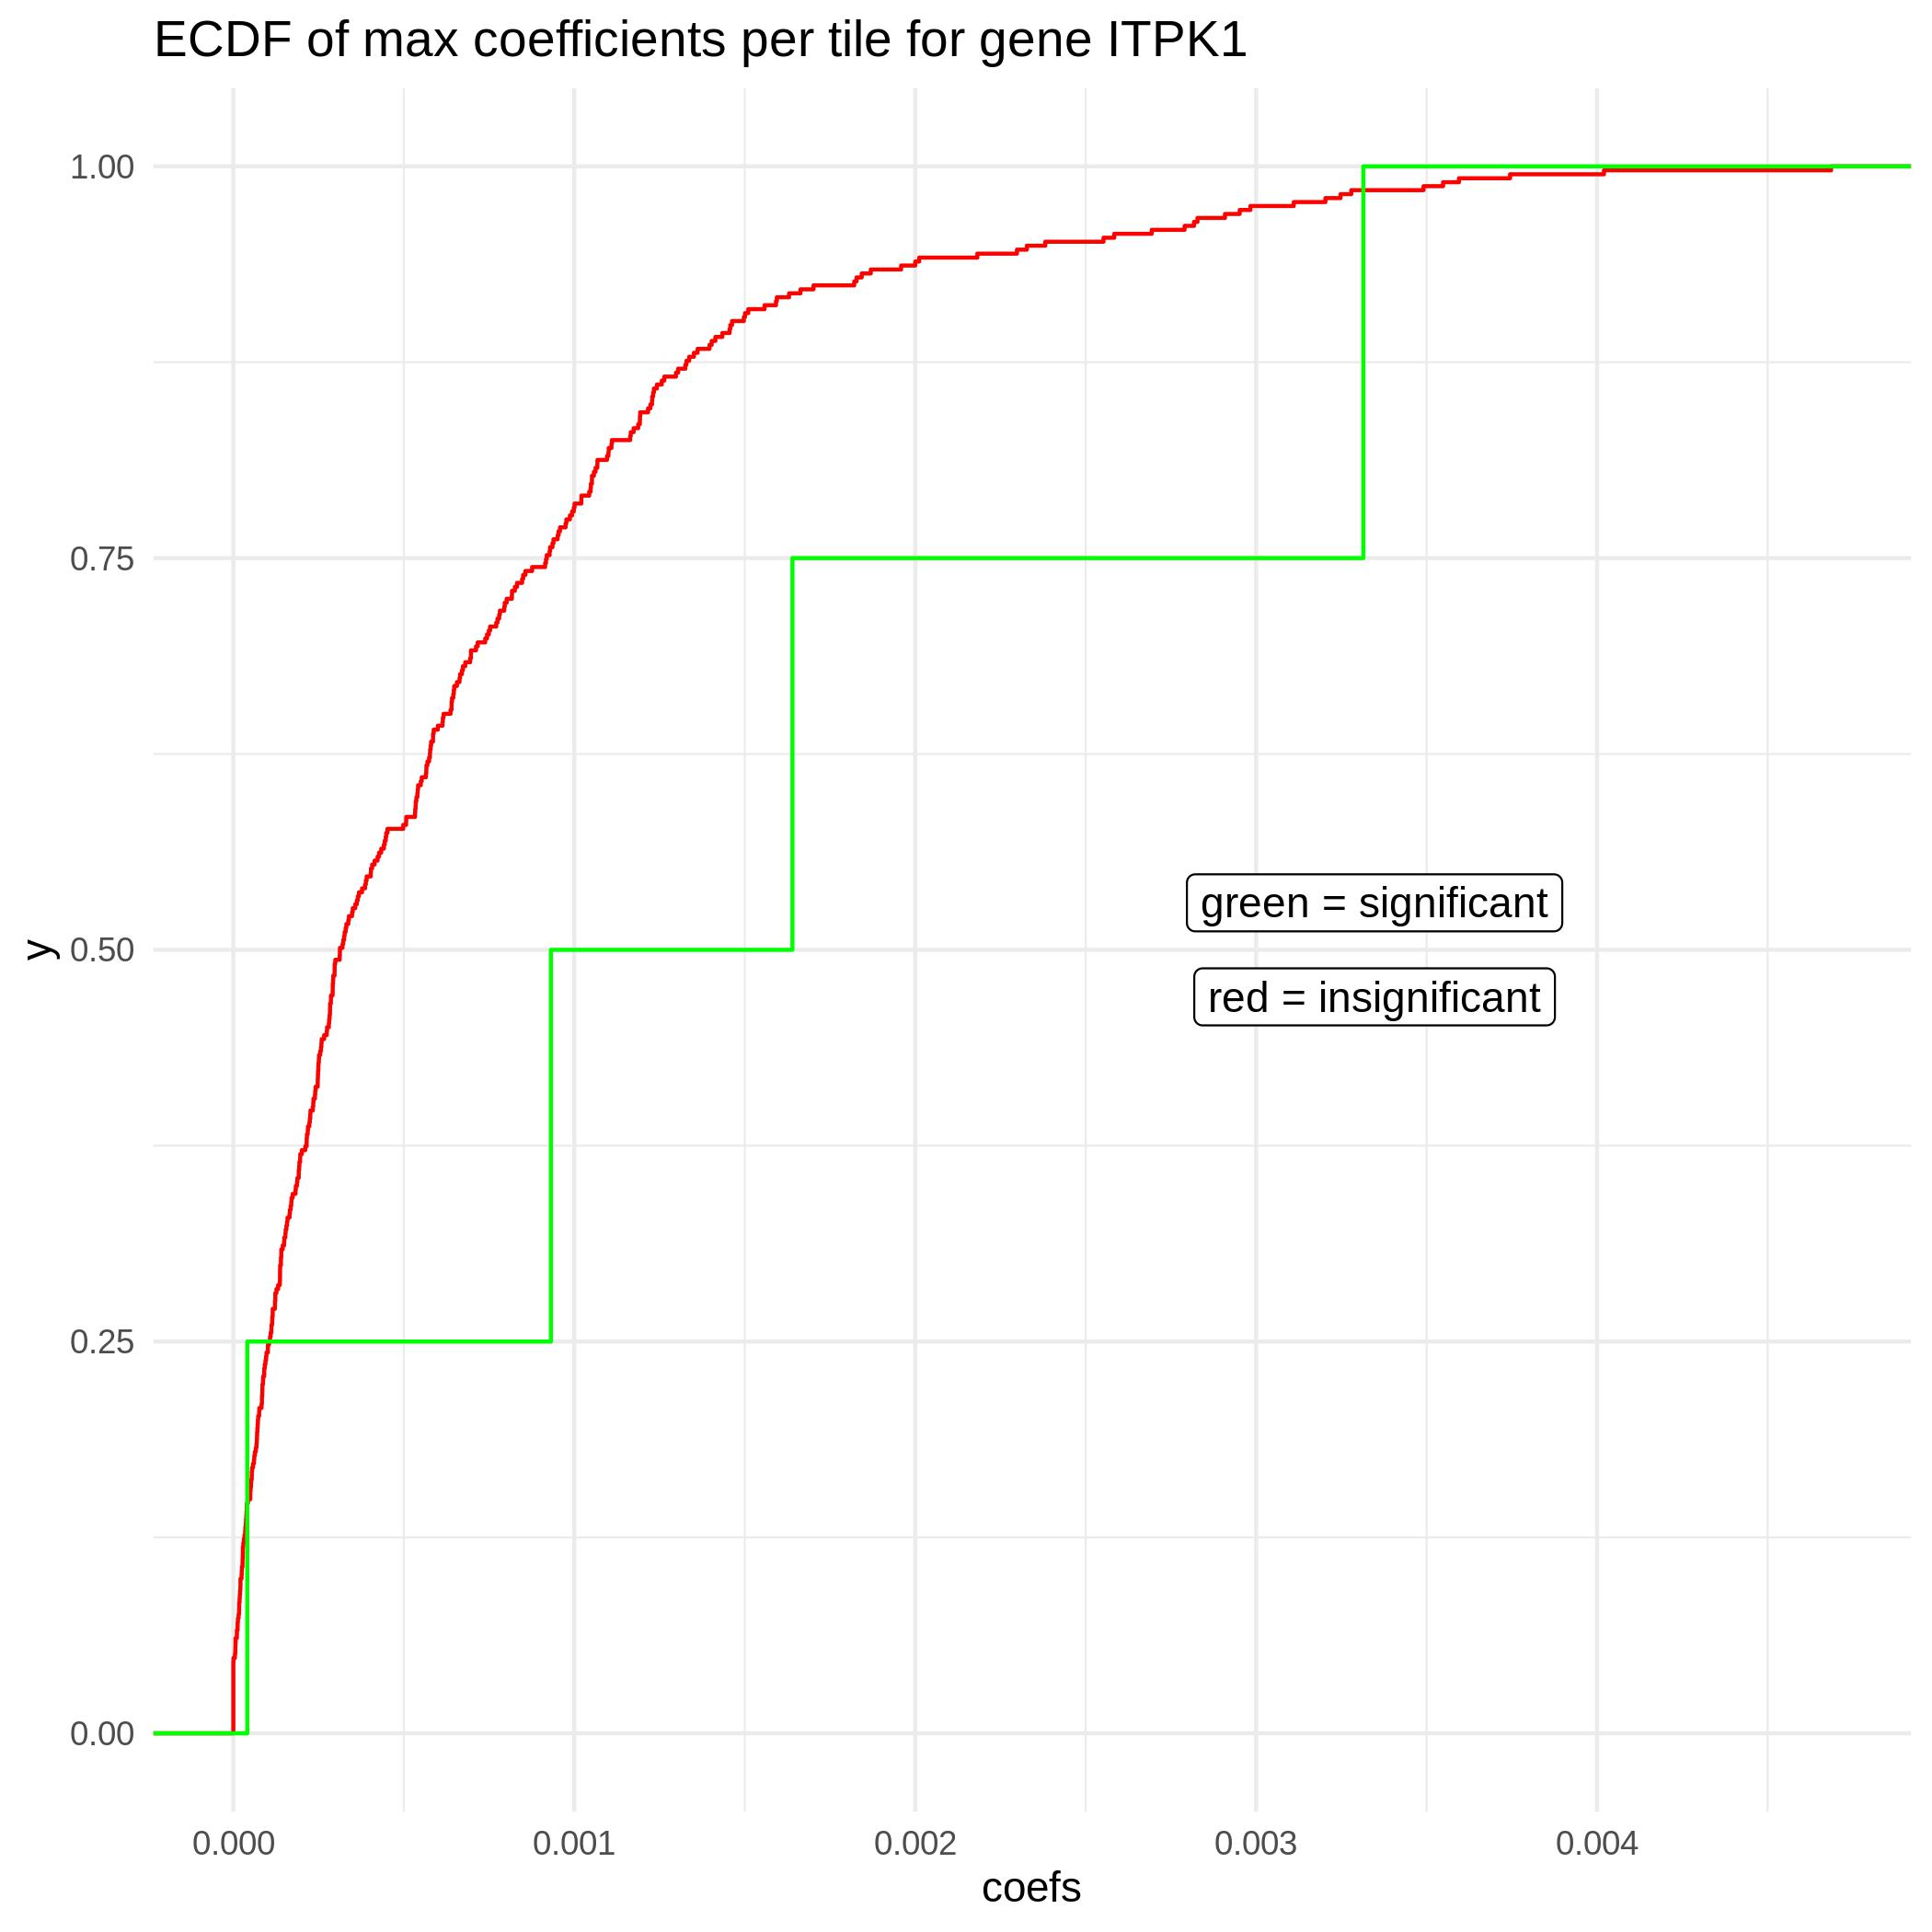 ECDF of max coefficients per tile for gene ITPK1
1.00
0.75
0.50
0.25
0.00
y
green = significant
red = insignificant
0.000 0.001 0.002 0.003 0.004
coefs